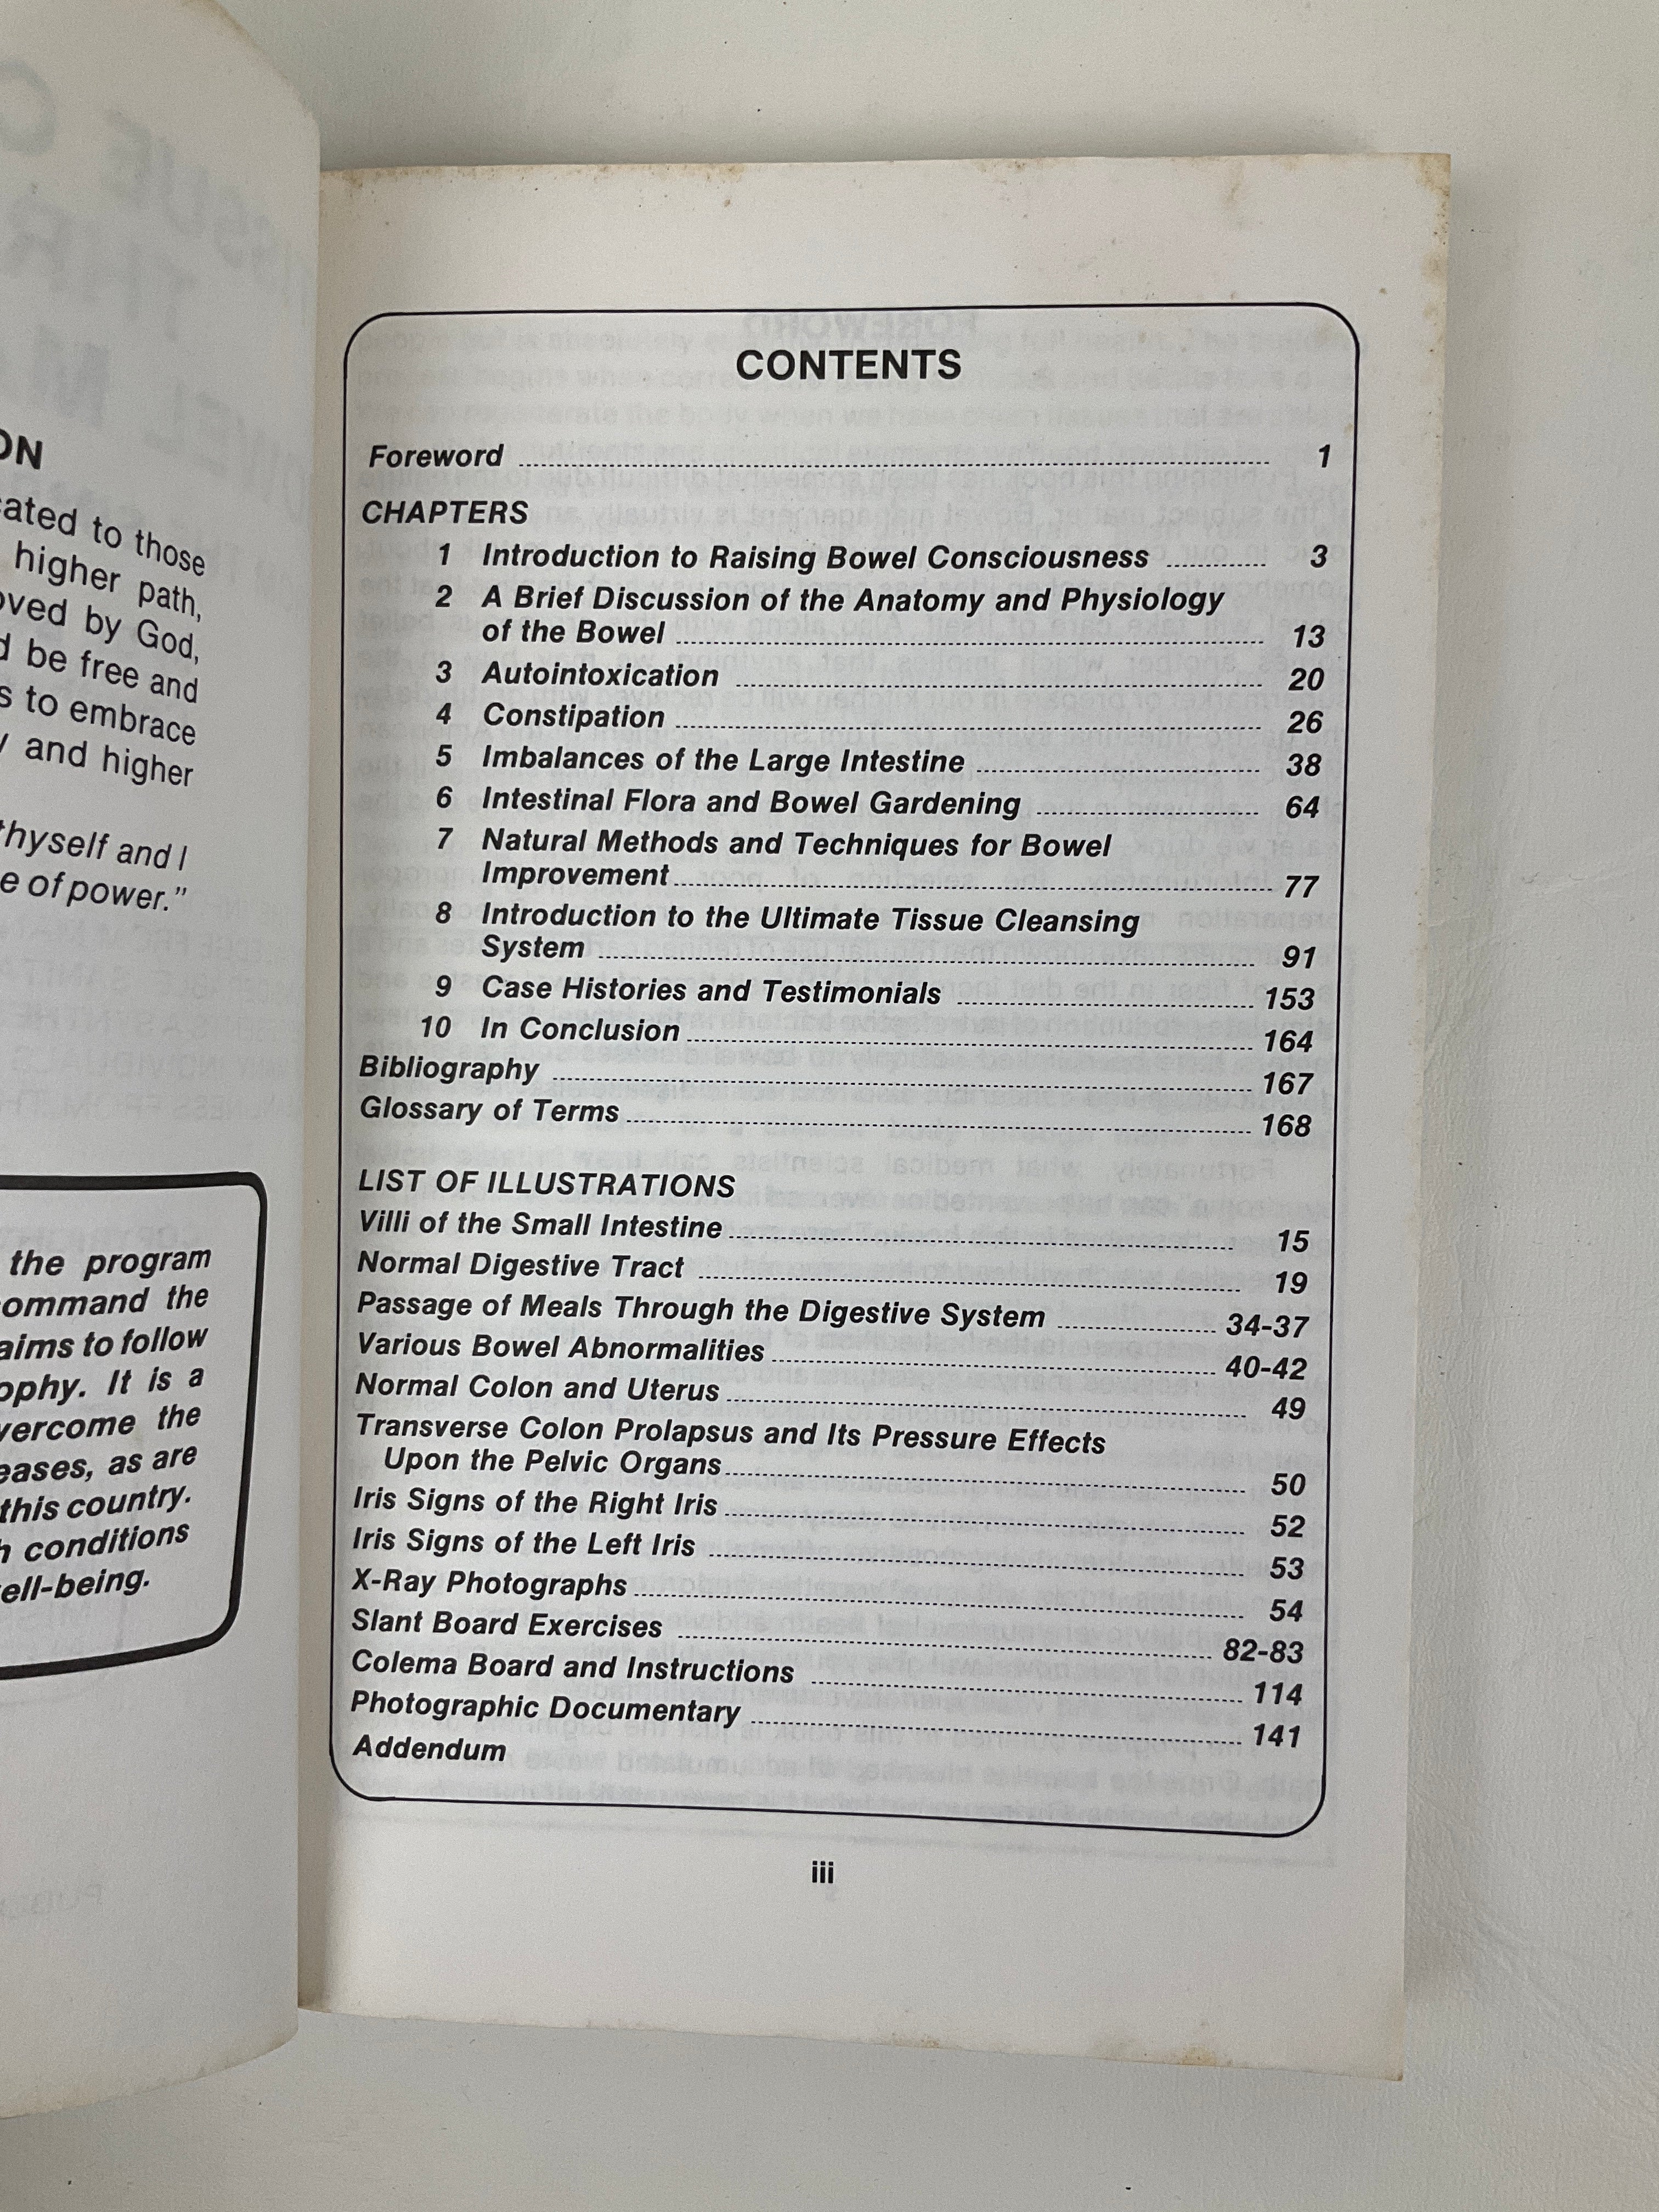 ON
cated to those
higher path,
oved by God,
d be free and
s to embrace
y and higher
thyself and I
e of power."
the program
command the
aims to follow
ophy. It is a
vercome the
eases, as are
this country.
h conditions
ell-being.
CONTENTS
Foreword 1
CHAPTERS
1 Introduction to Raising Bowel Consciousness 3
2 A Brief Discussion of the Anatomy and Physiology
of the Bowel 13
3 Autointoxication 20
4 Constipation 26
5 Imbalances of the Large Intestine 38
6 Intestinal Flora and Bowel Gardening 64
7 Natural Methods and Techniques for Bowel
Improvement 77
8 Introduction to the Ultimate Tissue Cleansing
System 91
9 Case Histories and Testimonials 153
10 In Conclusion 164
Bibliography 167
Glossary of Terms 168
LIST OF ILLUSTRATIONS
Villi of the Small Intestine 15
Normal Digestive Tract 19
Passage of Meals Through the Digestive System 34-37
Various Bowel Abnormalities 40-42
Normal Colon and Uterus 49
Transverse Colon Prolapsus and Its Pressure Effects
Upon the Pelvic Organs 50
Iris Signs of the Right Iris 52
Iris Signs of the Left Iris 53
X-Ray Photographs 54
Slant Board Exercises 82-83
Colema Board and Instructions 114
Photographic Documentary 141
Addendum
iii